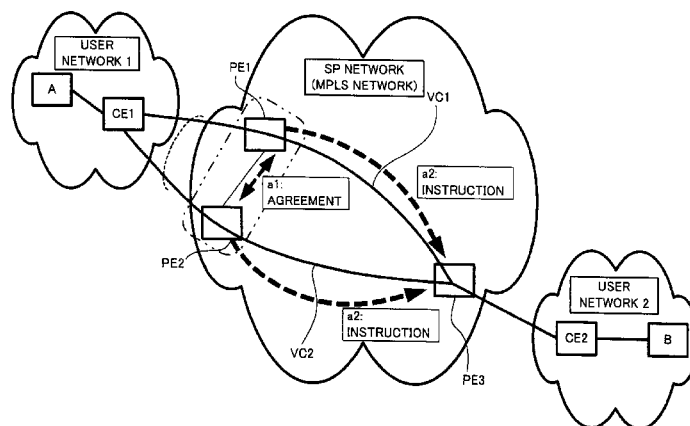 USER
NETWORK 1
A
CE1
PE1
SP NETWORK
(MPLS NETWORK)
VC1
a2:
INSTRUCTION
a1:
AGREEMENT
PE2
a2:
INSTRUCTION
VC2
PE3
USER
NETWORK 2
CE2
B